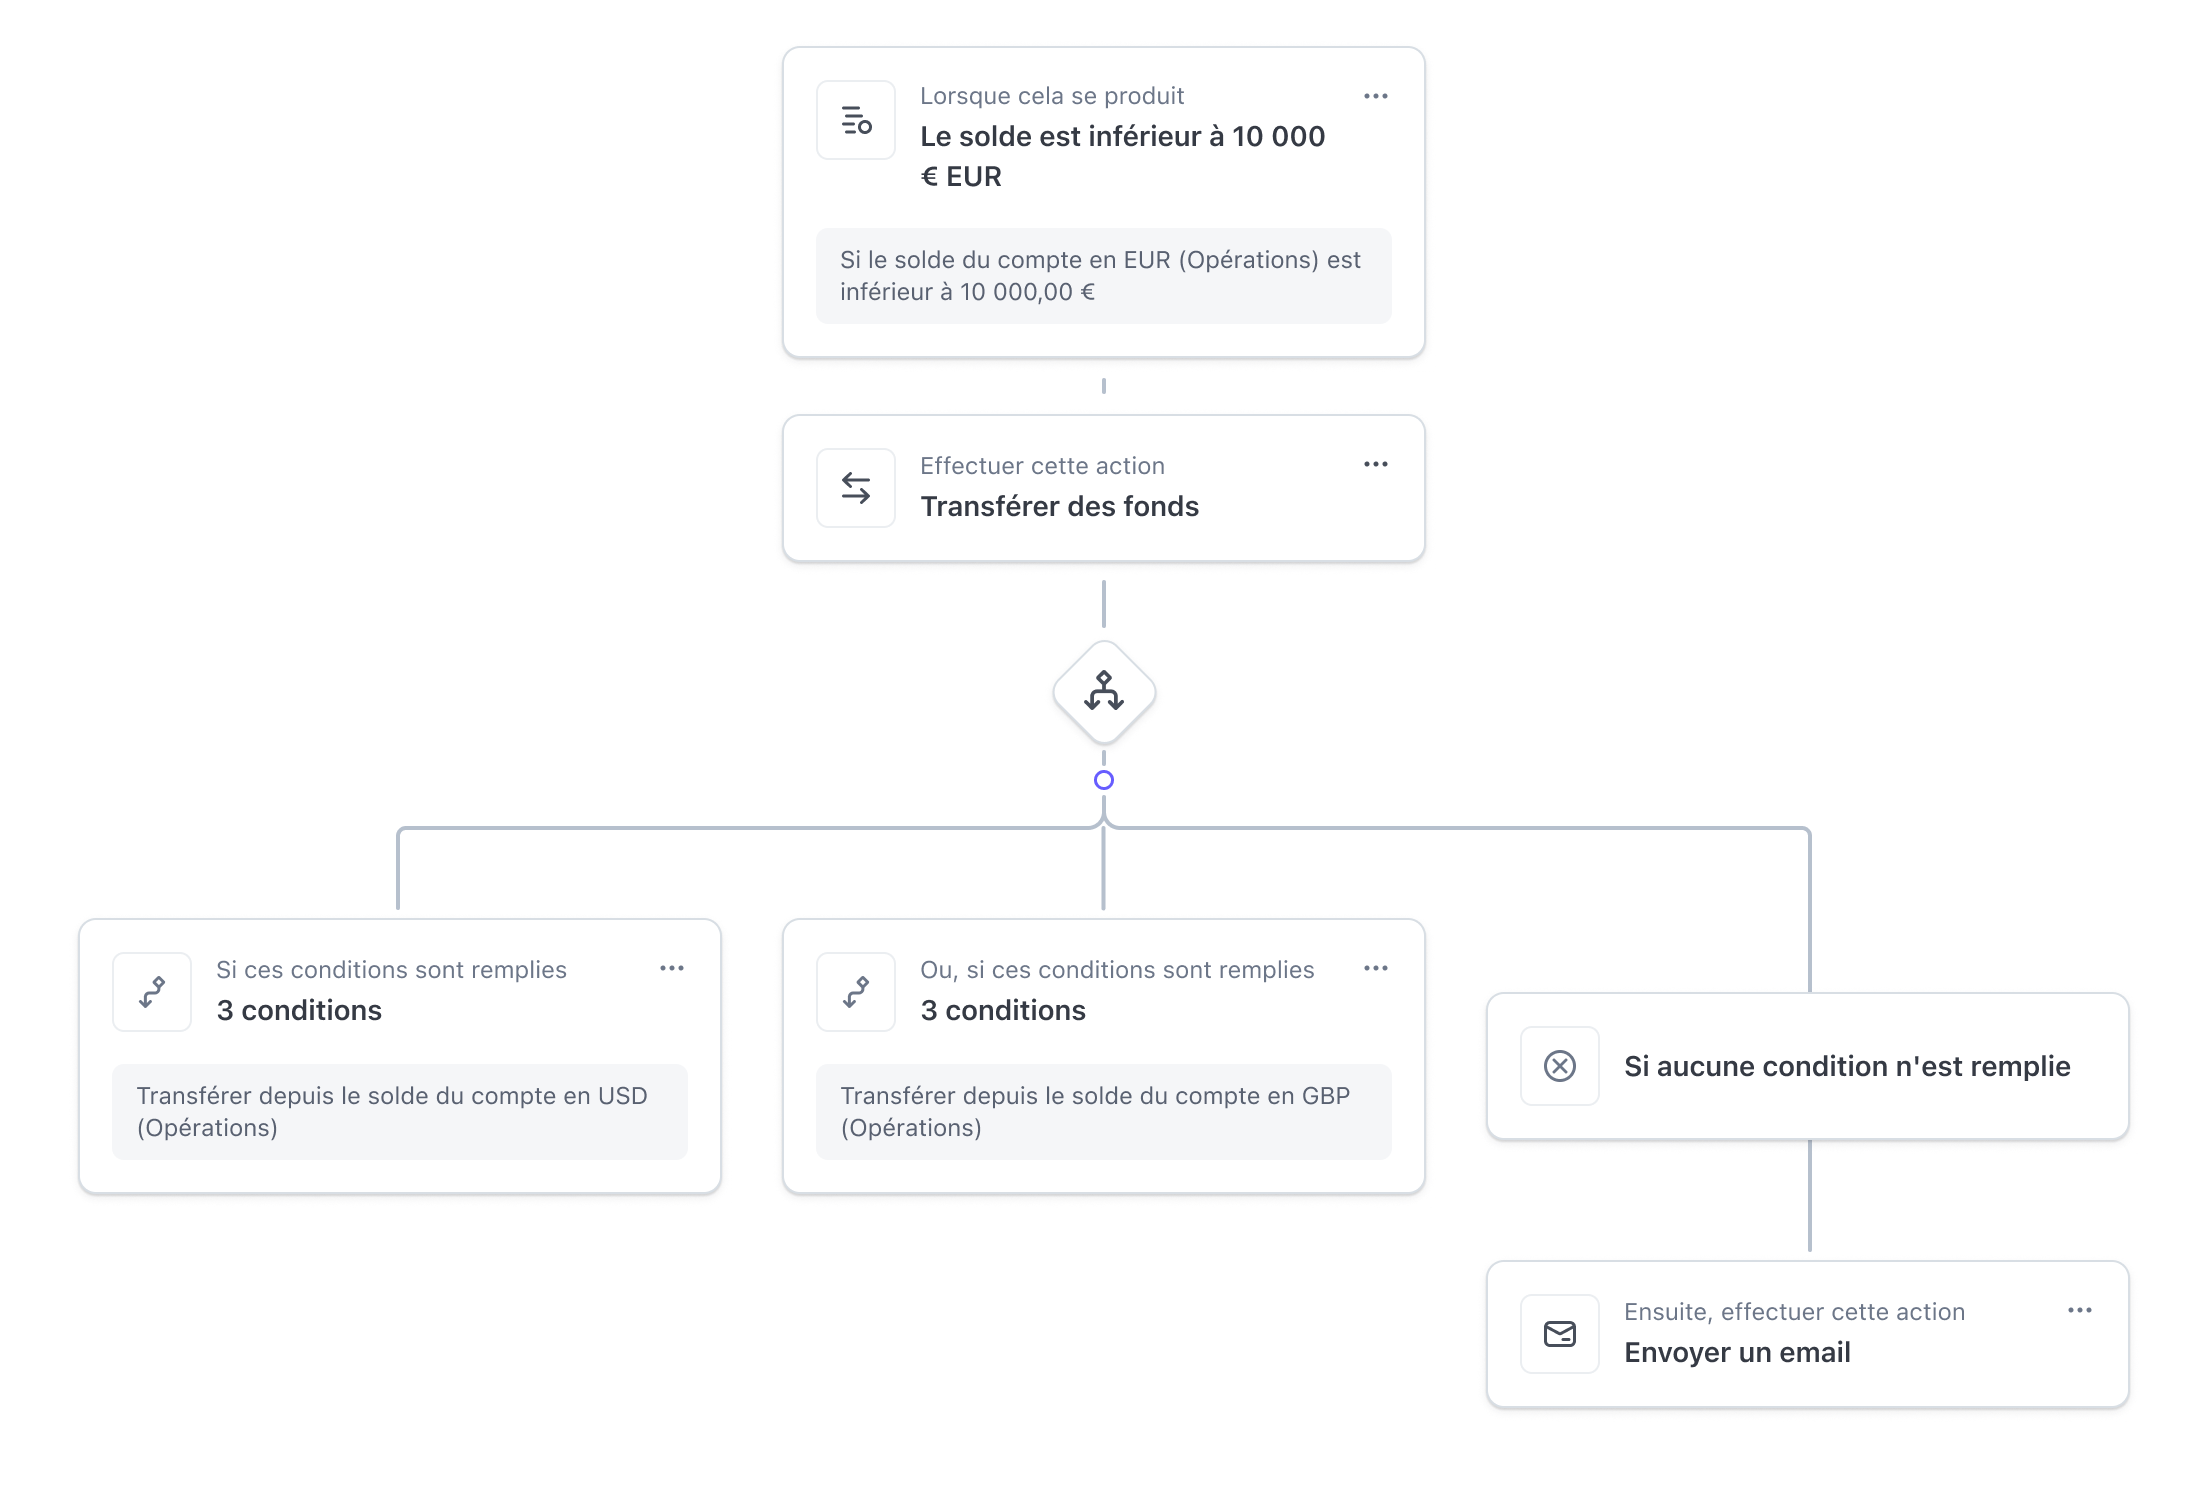 Lorsque cela se produit
Le solde est inférieur à 10 000
€ EUR
Si le solde du compte en EUR (Opérations) est
inférieur à 10 000,00 €
Effectuer cette action
Transférer des fonds
Si ces conditions sont remplies
3 conditions
Transférer depuis le solde du compte en USD
(Opérations)
Ou, si ces conditions sont remplies
3 conditions
Transférer depuis le solde du compte en GBP
(Opérations)
Si aucune condition n'est remplie
Ensuite, effectuer cette action
Envoyer un email